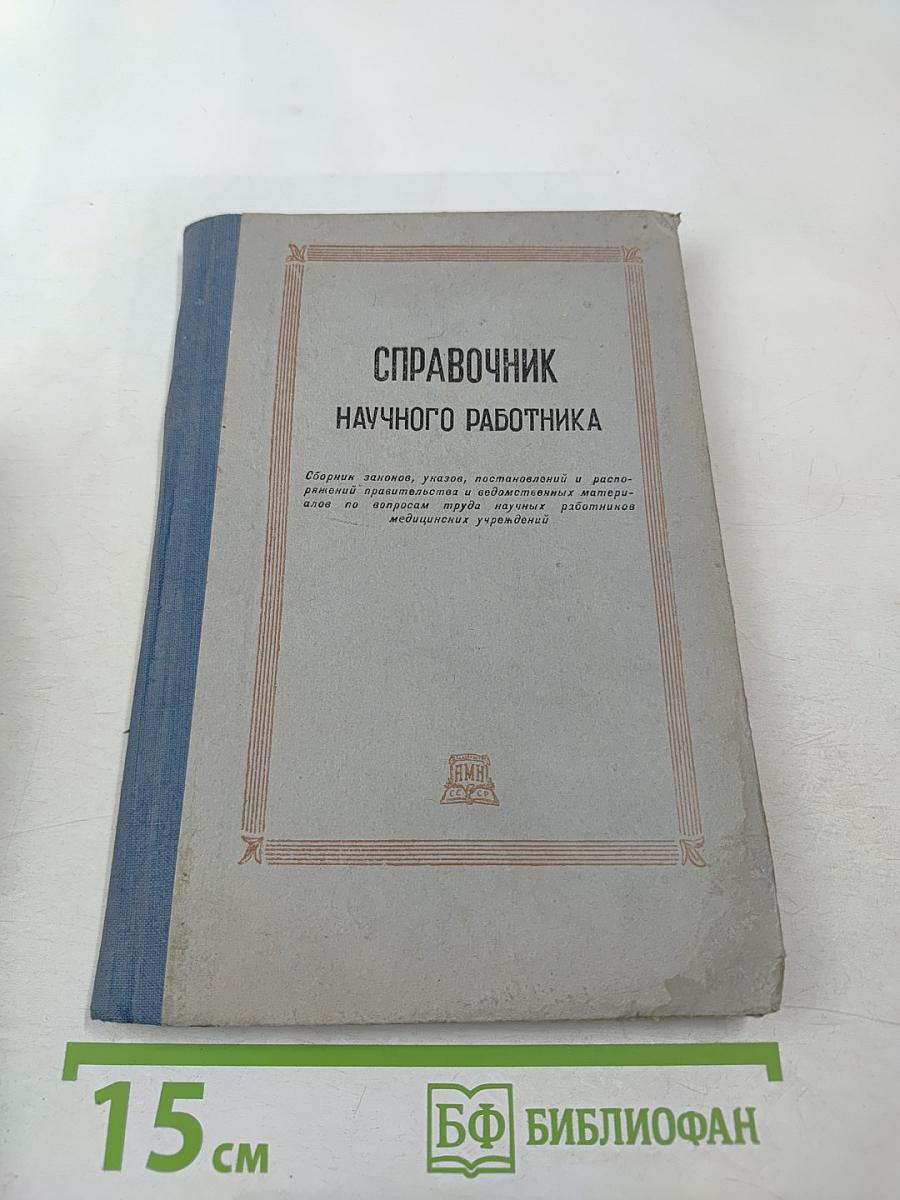 СПРАВОЧНИК
НАУЧНОГО РАБОТНИКА
Сборник законов, указов, постановлений и распо-
ряжений правительства и ведомственных матери-
алов по вопросам труда научных работников
медицинских учреждений
АМН
СССР
15 см
БФ БИБЛИОФАН